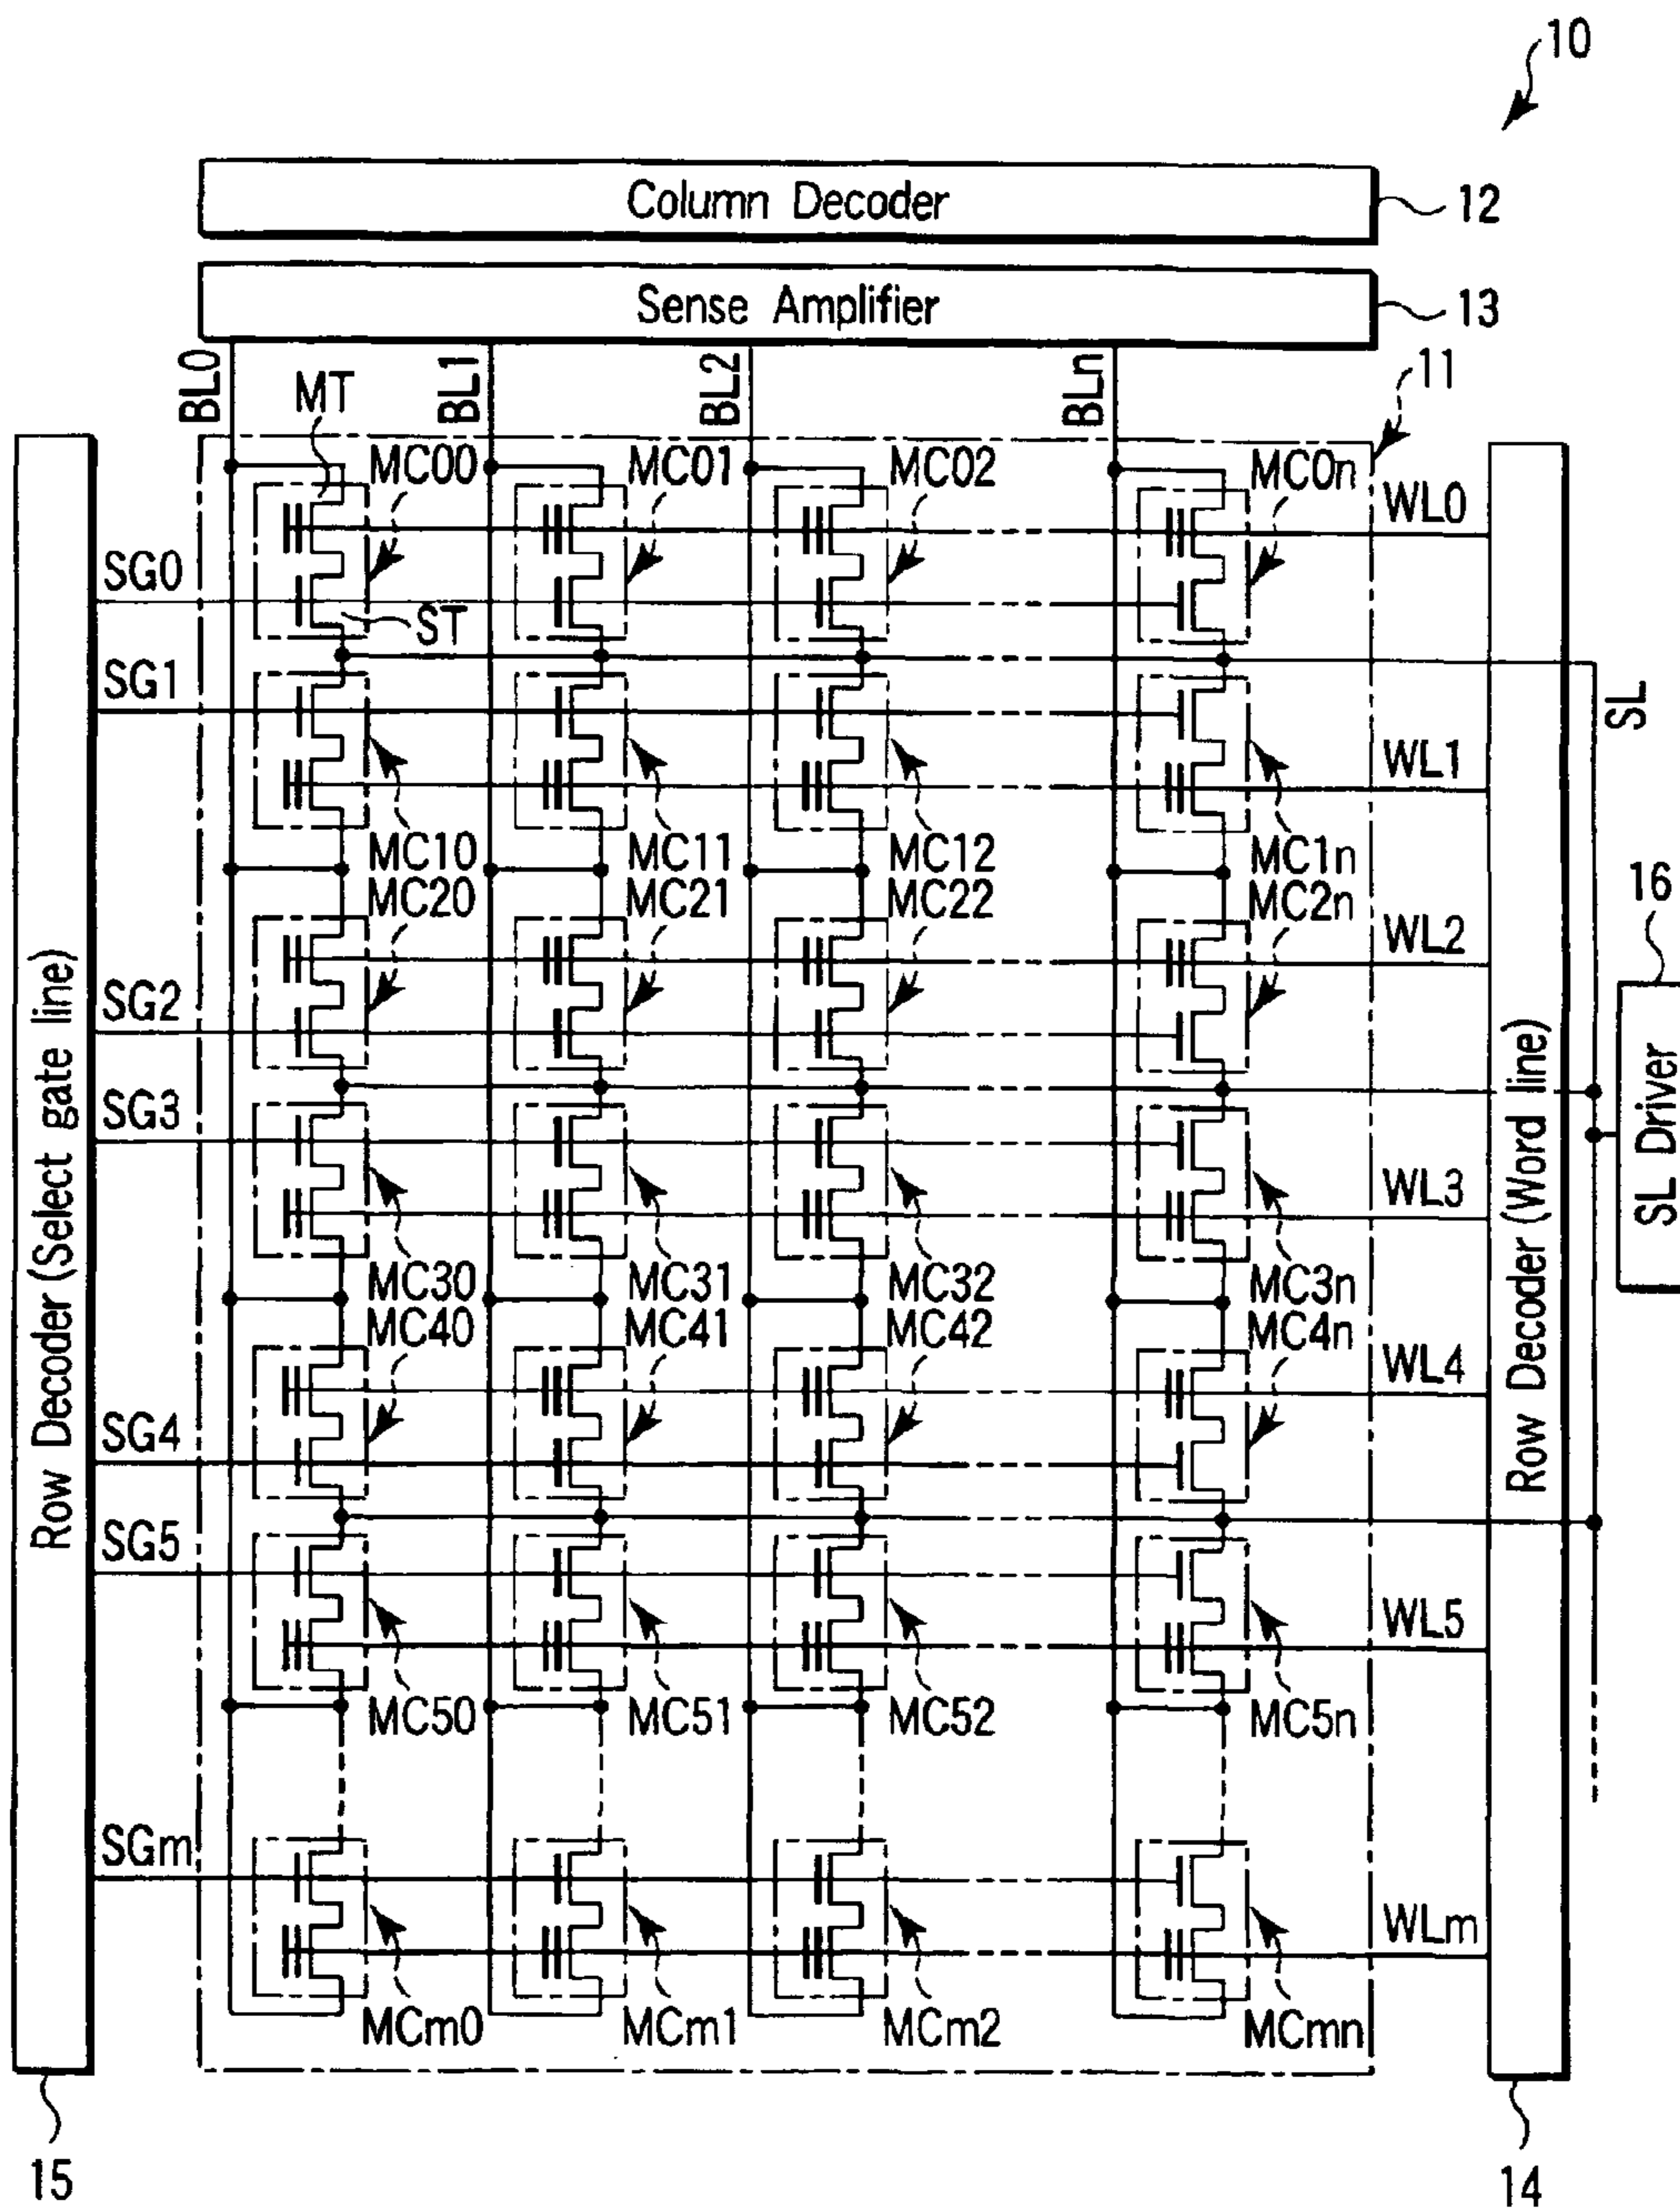 10
Column Decoder
12
Sense Amplifier
13
BL0
BL1
BL2
BLn
11
MT
MC00
MC01
MC02
MC0n
WL0
SG0
ST
SG1
SL
WL1
MC10
MC11
MC12
MC1n
MC20
MC21
MC22
MC2n
16
WL2
SG2
SG3
WL3
Row Decoder (Select gate line)
Row Decoder (Word line)
SL Driver
MC30
MC31
MC32
MC3n
MC40
MC41
MC42
MC4n
WL4
SG4
SG5
WL5
MC50
MC51
MC52
MC5n
SGm
WLm
MCm0
MCm1
MCm2
MCmn
15
14